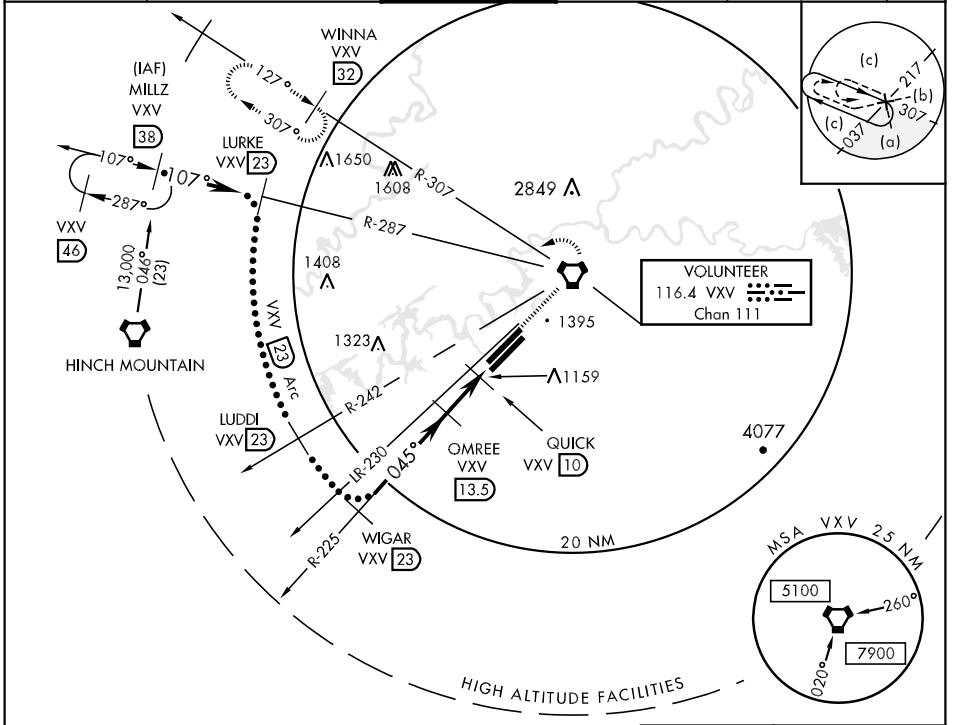 WINNA
VXV
32
(IAF)
MILLZ
VXV
38
127°
307°
LURKE
VXV 23
107°
107°
287°
VXV
46
13,000
046°
(23)
HINCH MOUNTAIN
1650
1608
R-307
2849
R-287
1408
VXV 23 Arc
1323
1395
VOLUNTEER
116.4 VXV
Chan 111
1159
R-242
LUDDI
VXV 23
LR-230
045°
OMREE
VXV
13.5
QUICK
VXV 10
4077
R-225
WIGAR
VXV 23
20 NM
HIGH ALTITUDE FACILITIES
(c)
217
(b)
307
(c)
037
(a)
MSA VXV 25 NM
5100
260°
7900
020°